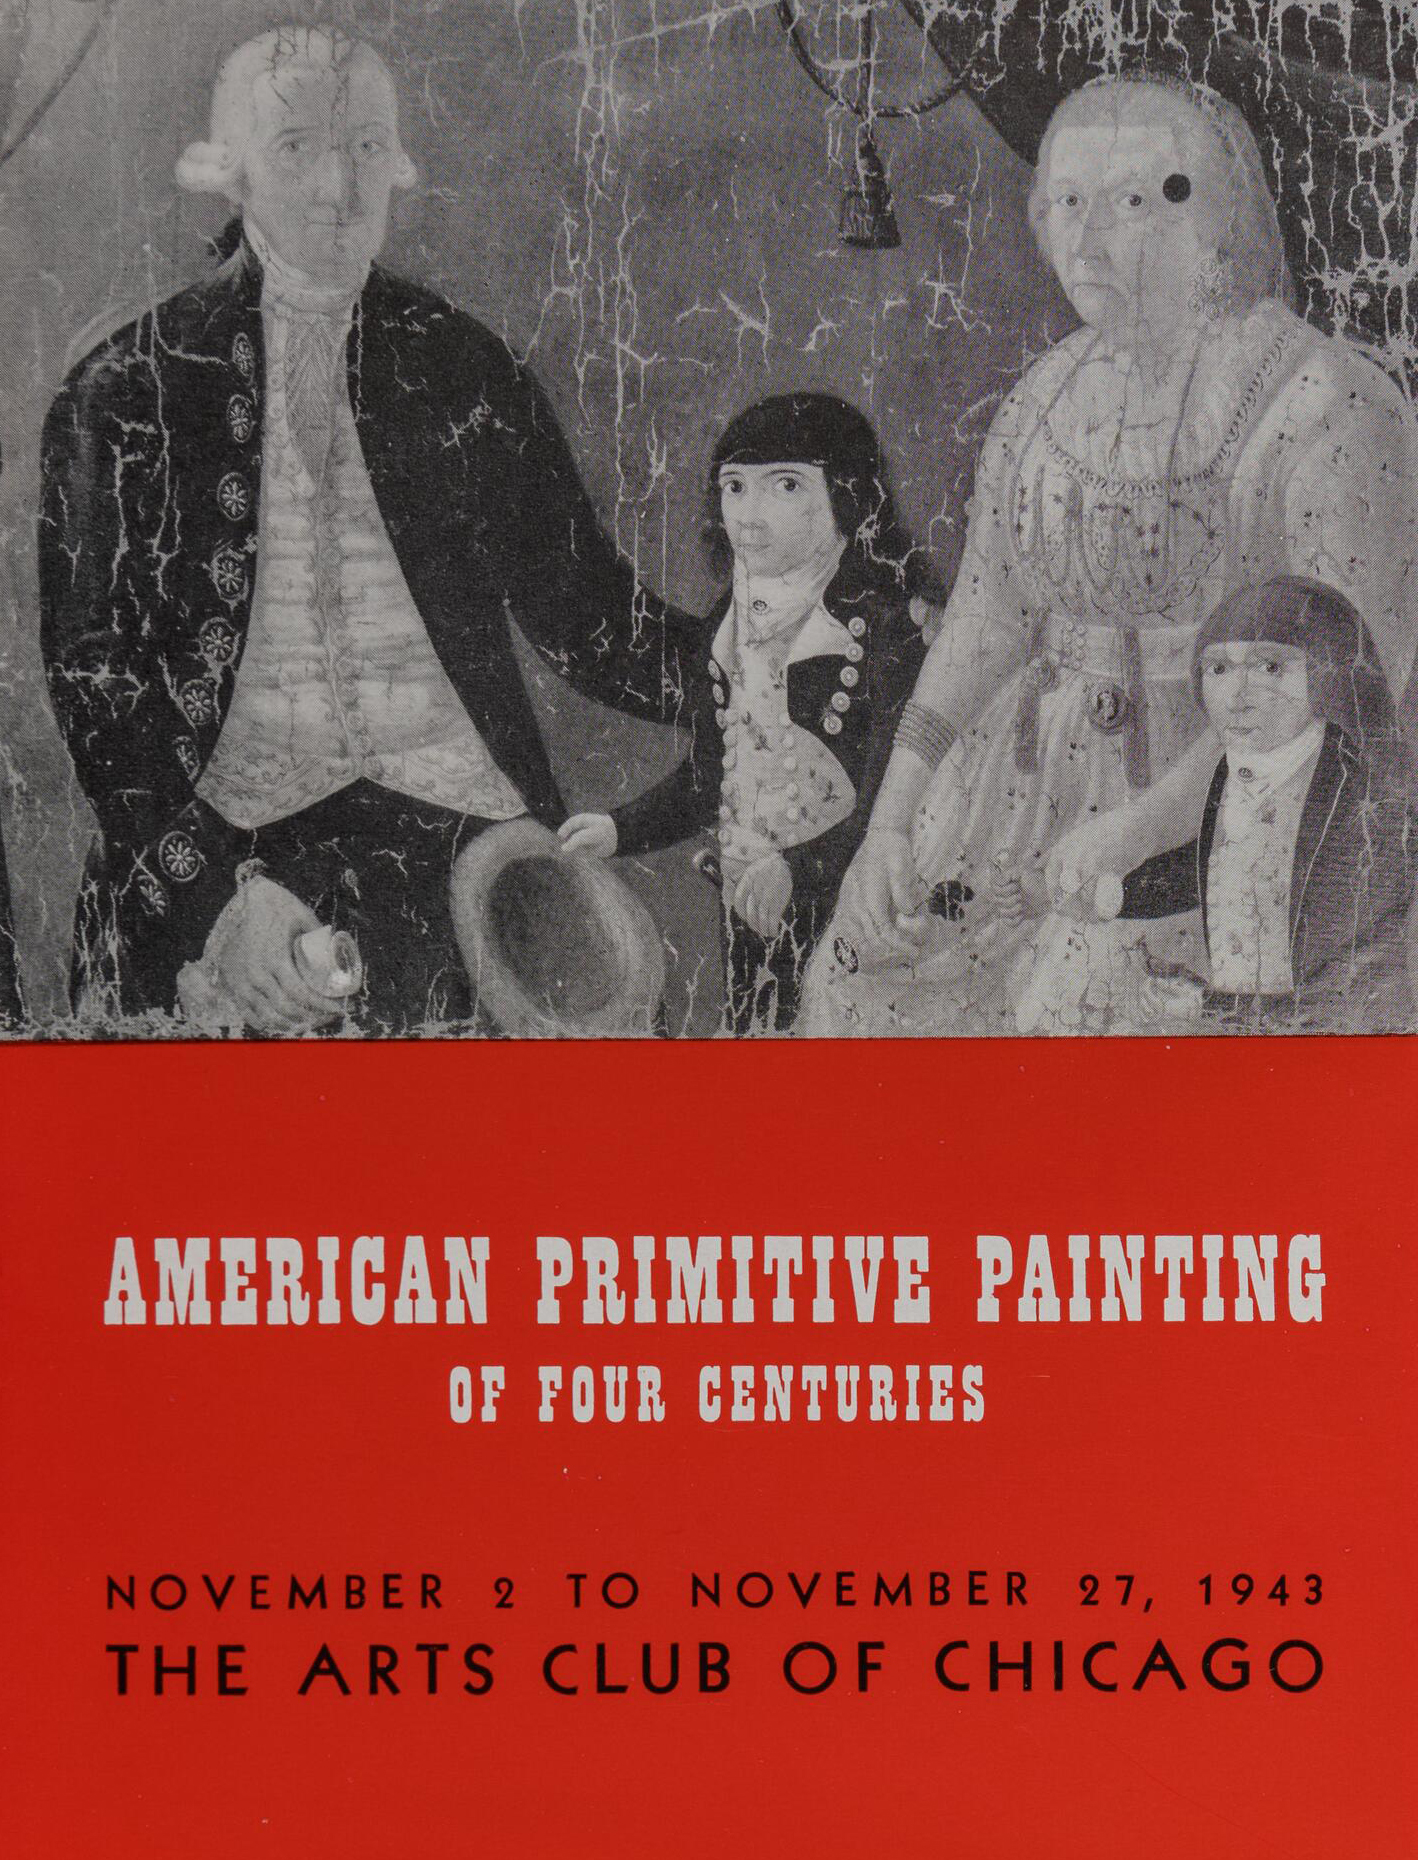 AMERICAN PRIMITIVE PAINTING
OF FOUR CENTURIES
NOVEMBER 2 TO NOVEMBER 27, 1943
THE ARTS CLUB OF CHICAGO